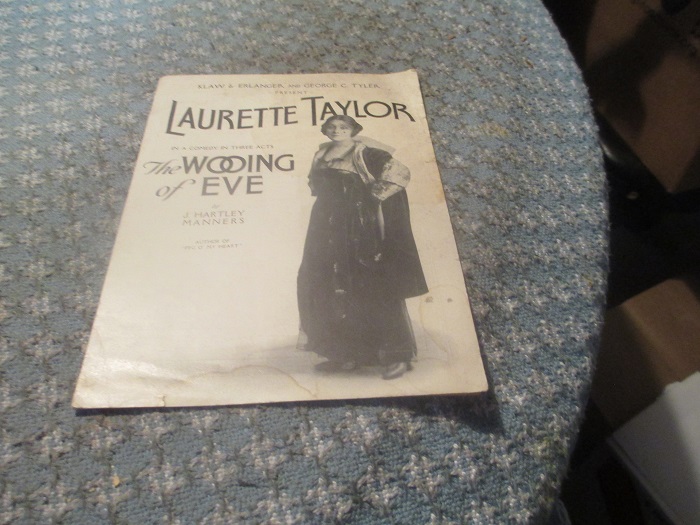 KLAW & ERLANGER AND GEORGE C. TYLER
PRESENT
LAURETTE TAYLOR
IN A COMEDY IN THREE ACTS
The WOOING
of EVE
BY
J. HARTLEY
MANNERS
AUTHOR OF
"PEG O' MY HEART"